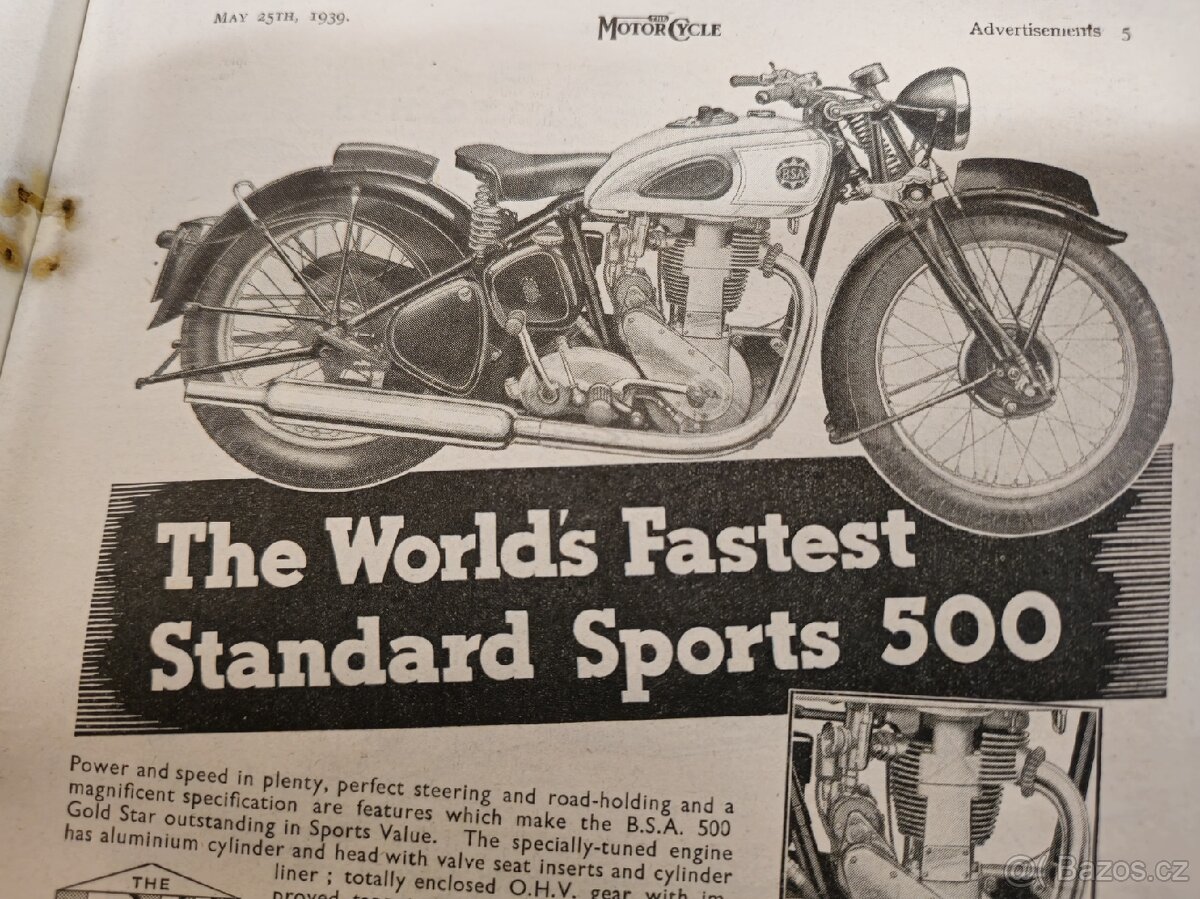 MAY 25TH, 1939.
THE MOTOR CYCLE
Advertisements 5
BSA
The World's Fastest
Standard Sports 500
Power and speed in plenty, perfect steering and road-holding and a
magnificent specification are features which make the B.S.A. 500
Gold Star outstanding in Sports Value. The specially-tuned engine
has aluminium cylinder and head with valve seat inserts and cylinder
liner ; totally enclosed O.H.V. gear with im-
THE
Bazos.cz